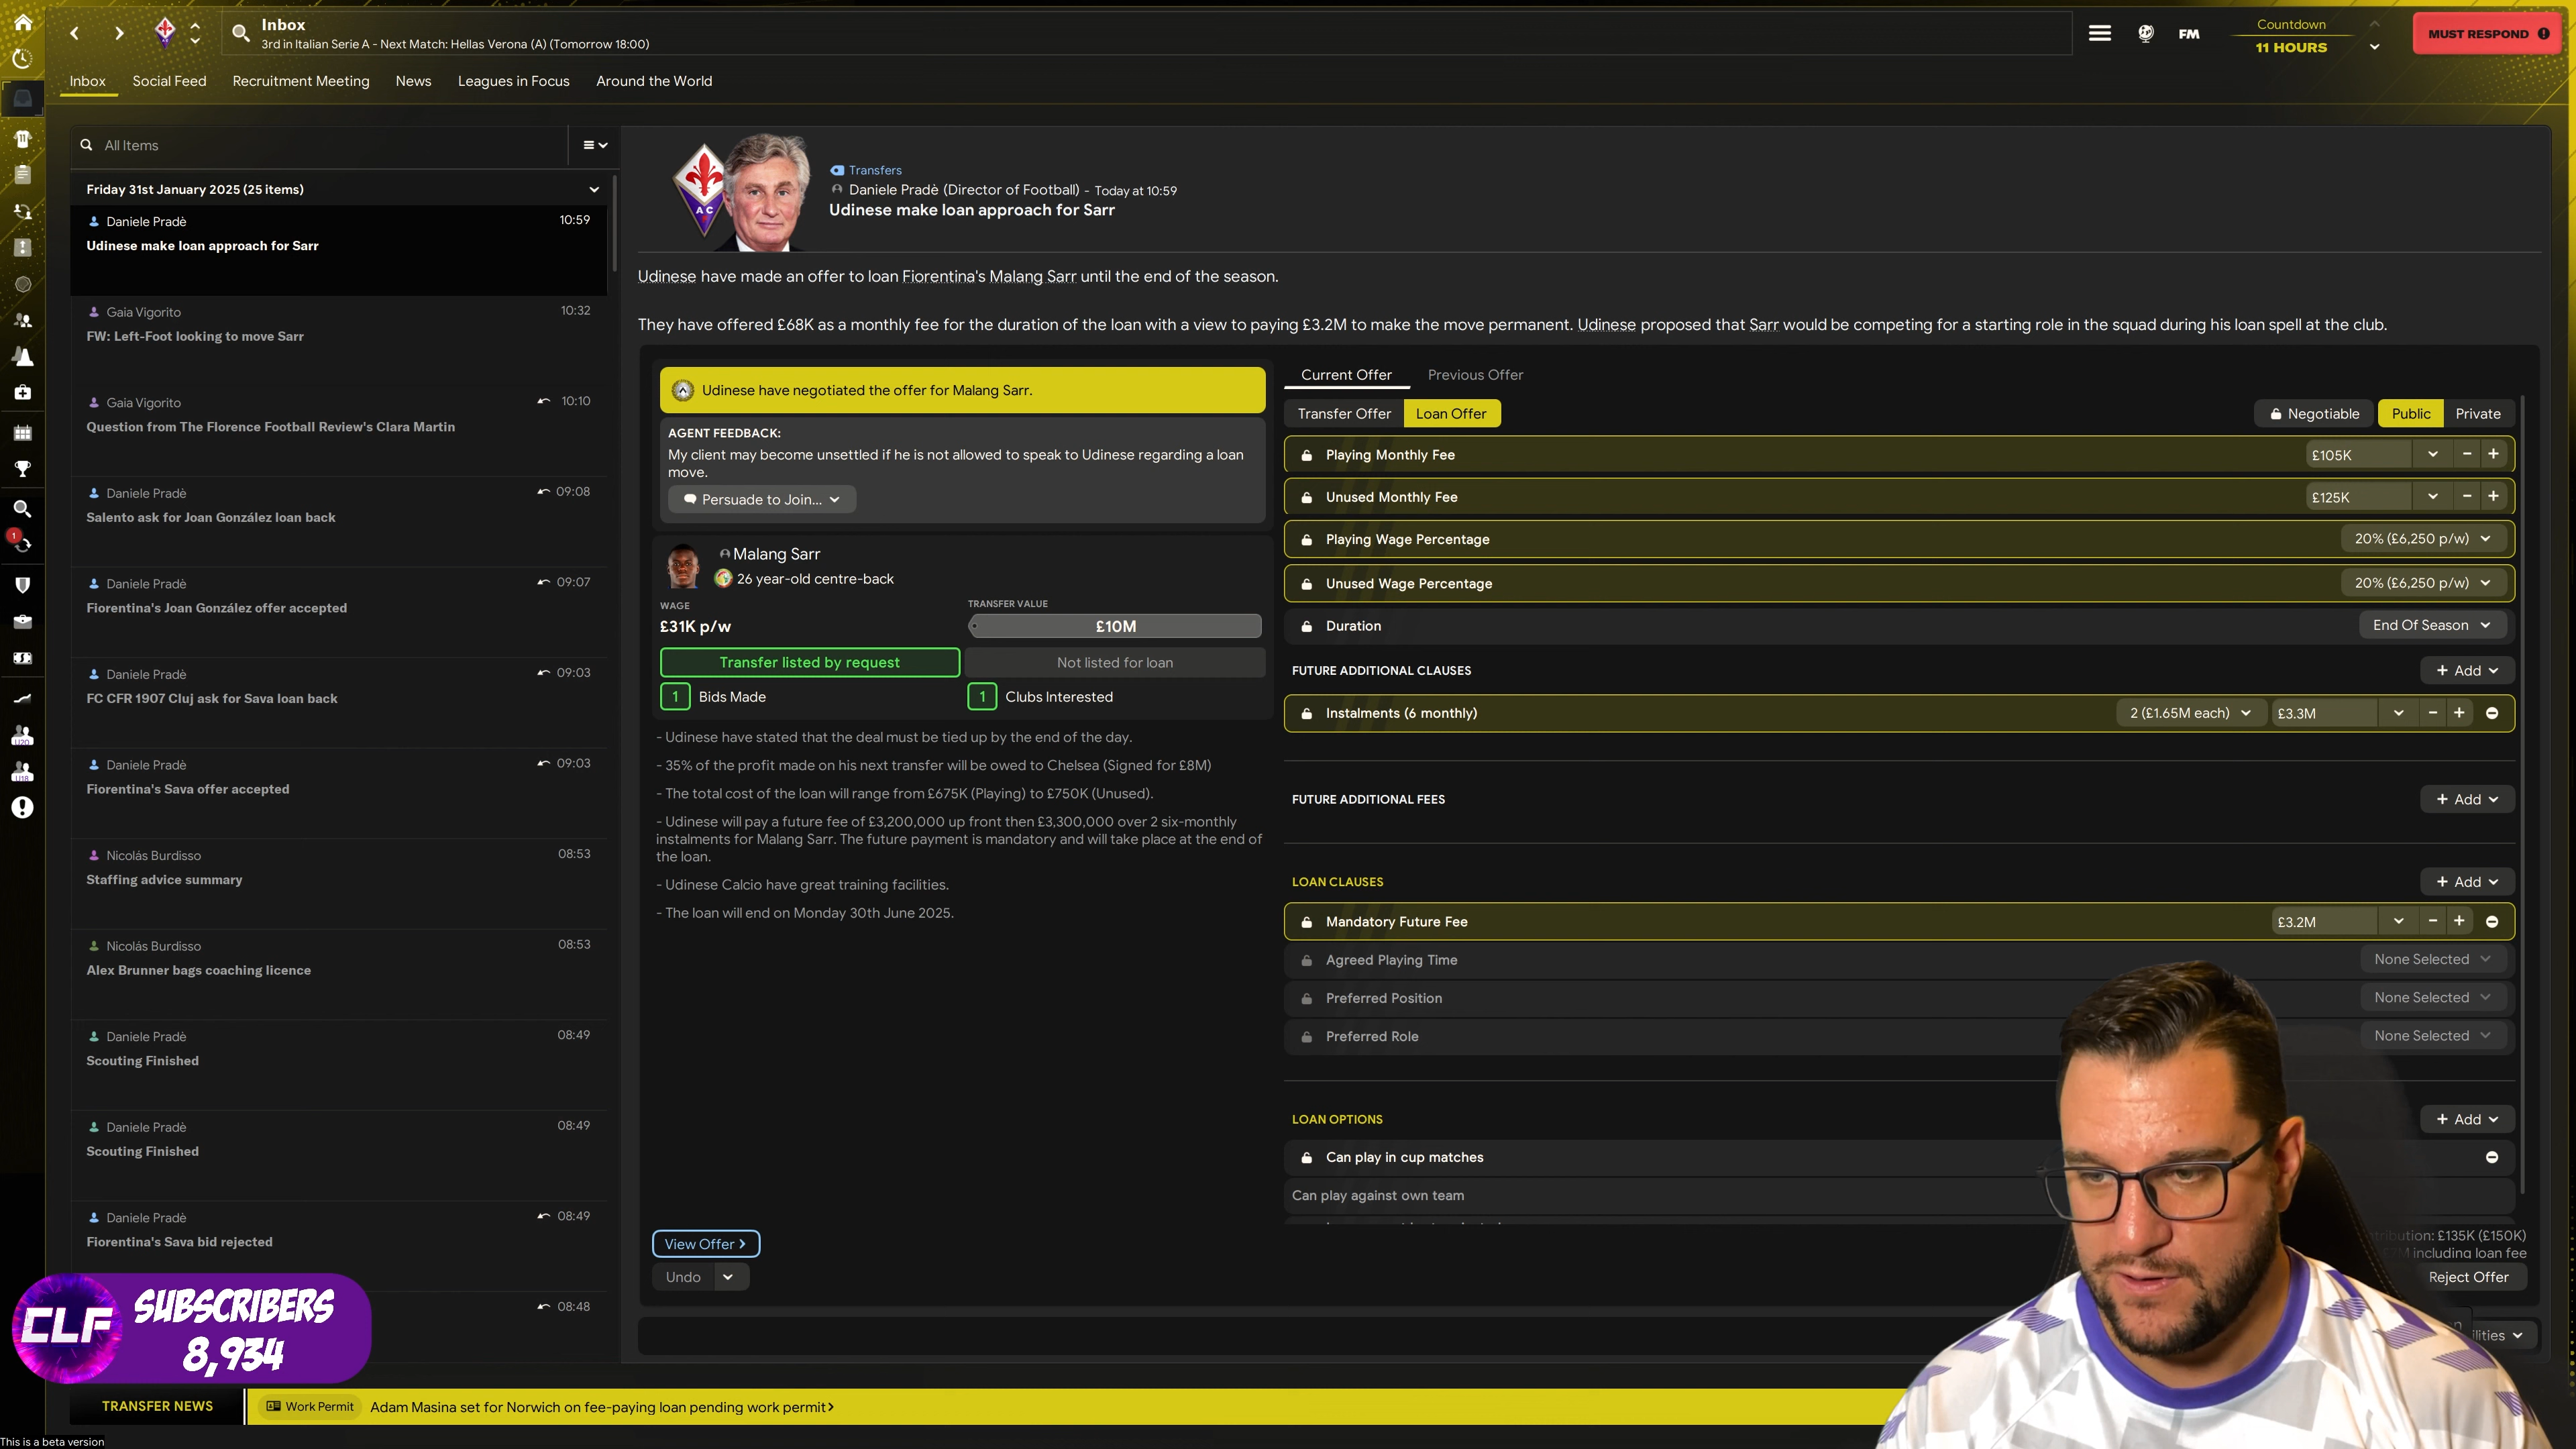 Inbox
3rd in Italian Serie A - Next Match: Hellas Verona (A) (Tomorrow 18:00)
FM
Countdown
11 HOURS
MUST RESPOND
Inbox
Social Feed
Recruitment Meeting
News
Leagues in Focus
Around the World
All Items
Friday 31st January 2025 (25 items)
Daniele Pradè
10:59
Udinese make loan approach for Sarr
Gaia Vigorito
10:32
FW: Left-Foot looking to move Sarr
Gaia Vigorito
10:10
Question from The Florence Football Review's Clara Martin
Daniele Pradè
09:08
Salento ask for Joan González loan back
Daniele Pradè
09:07
Fiorentina's Joan González offer accepted
Daniele Pradè
09:03
FC CFR 1907 Cluj ask for Sava loan back
Daniele Pradè
09:03
Fiorentina's Sava offer accepted
Nicolás Burdisso
08:53
Staffing advice summary
Nicolás Burdisso
08:53
Alex Brunner bags coaching licence
Daniele Pradè
08:49
Scouting Finished
Daniele Pradè
08:49
Scouting Finished
Daniele Pradè
08:49
Fiorentina's Sava bid rejected
08:48
1
U20
U18
AC
Transfers
Daniele Pradè (Director of Football) - Today at 10:59
Udinese make loan approach for Sarr
Udinese have made an offer to loan Fiorentina's Malang Sarr until the end of the season.
They have offered £68K as a monthly fee for the duration of the loan with a view to paying £3.2M to make the move permanent. Udinese proposed that Sarr would be competing for a starting role in the squad during his loan spell at the club.
Udinese have negotiated the offer for Malang Sarr.
AGENT FEEDBACK:
My client may become unsettled if he is not allowed to speak to Udinese regarding a loan
move.
Persuade to Join...
Malang Sarr
26 year-old centre-back
WAGE
£31K p/w
TRANSFER VALUE
£10M
Transfer listed by request
Not listed for loan
1 Bids Made
1 Clubs Interested
- Udinese have stated that the deal must be tied up by the end of the day.
- 35% of the profit made on his next transfer will be owed to Chelsea (Signed for £8M)
- The total cost of the loan will range from £675K (Playing) to £750K (Unused).
- Udinese will pay a future fee of £3,200,000 up front then £3,300,000 over 2 six-monthly
instalments for Malang Sarr. The future payment is mandatory and will take place at the end of
the loan.
- Udinese Calcio have great training facilities.
- The loan will end on Monday 30th June 2025.
View Offer >
Undo
Current Offer
Previous Offer
Transfer Offer
Loan Offer
Negotiable
Public
Private
Playing Monthly Fee
£105K
Unused Monthly Fee
£125K
Playing Wage Percentage
20% (£6,250 p/w)
Unused Wage Percentage
20% (£6,250 p/w)
Duration
End Of Season
FUTURE ADDITIONAL CLAUSES
+ Add
Instalments (6 monthly)
2 (£1.65M each)
£3.3M
FUTURE ADDITIONAL FEES
+ Add
LOAN CLAUSES
+ Add
Mandatory Future Fee
£3.2M
Agreed Playing Time
None Selected
Preferred Position
None Selected
Preferred Role
None Selected
LOAN OPTIONS
+ Add
Can play in cup matches
Can play against own team
ribution: £135K (£150K)
including loan fee
Reject Offer
ilities
CLF
SUBSCRIBERS
8,934
TRANSFER NEWS
Work Permit
Adam Masina set for Norwich on fee-paying loan pending work permit>
This is a beta version